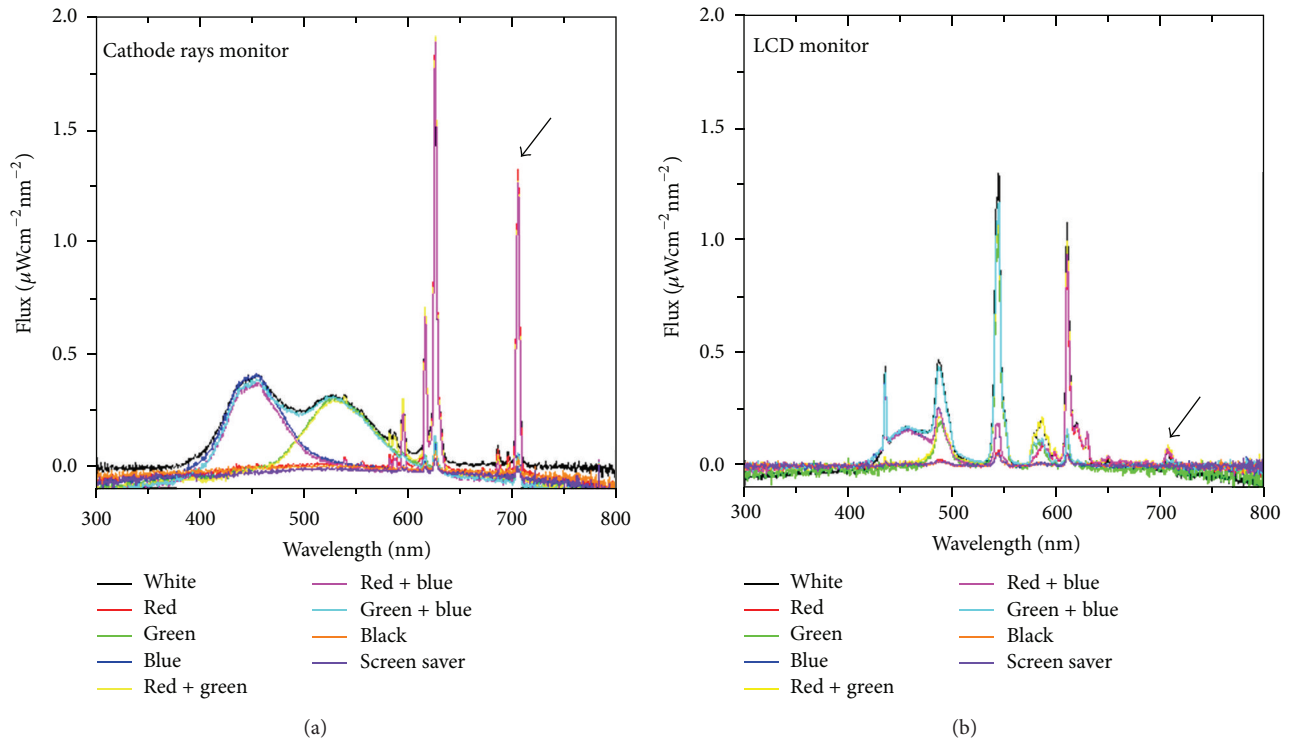 Cathode rays monitor
Flux (μWcm−2nm−2)
2.0
1.5
1.0
0.5
0.0
300 400 500 600 700 800
Wavelength (nm)
White
Red
Green
Blue
Red + green
Red + blue
Green + blue
Black
Screen saver
(a)
LCD monitor
Flux (μWcm−2nm−2)
2.0
1.5
1.0
0.5
0.0
300 400 500 600 700 800
Wavelength (nm)
White
Red
Green
Blue
Red + green
Red + blue
Green + blue
Black
Screen saver
(b)